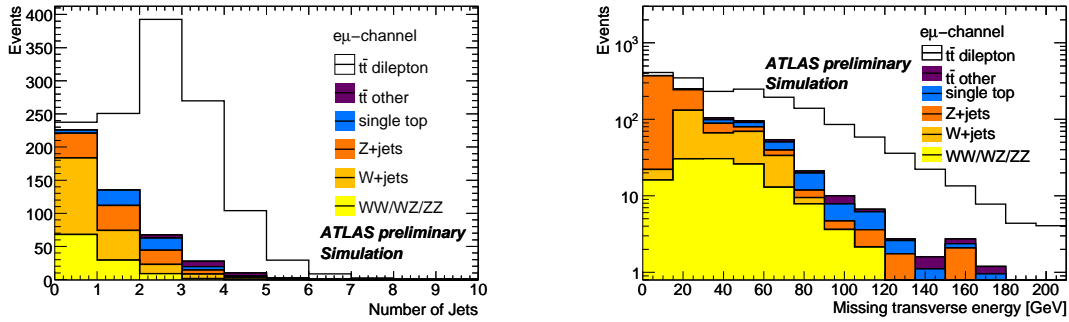 Events
400
350
300
250
200
150
100
50
0
0 1 2 3 4 5 6 7 8 9 10
Number of Jets
eμ−channel
tt̄ dilepton
tt̄ other
single top
Z+jets
W+jets
WW/WZ/ZZ
ATLAS preliminary
Simulation
Events
10³
10²
10
1
0 20 40 60 80 100 120 140 160 180 200
Missing transverse energy [GeV]
ATLAS preliminary
Simulation
eμ−channel
tt̄ dilepton
tt̄ other
single top
Z+jets
W+jets
WW/WZ/ZZ